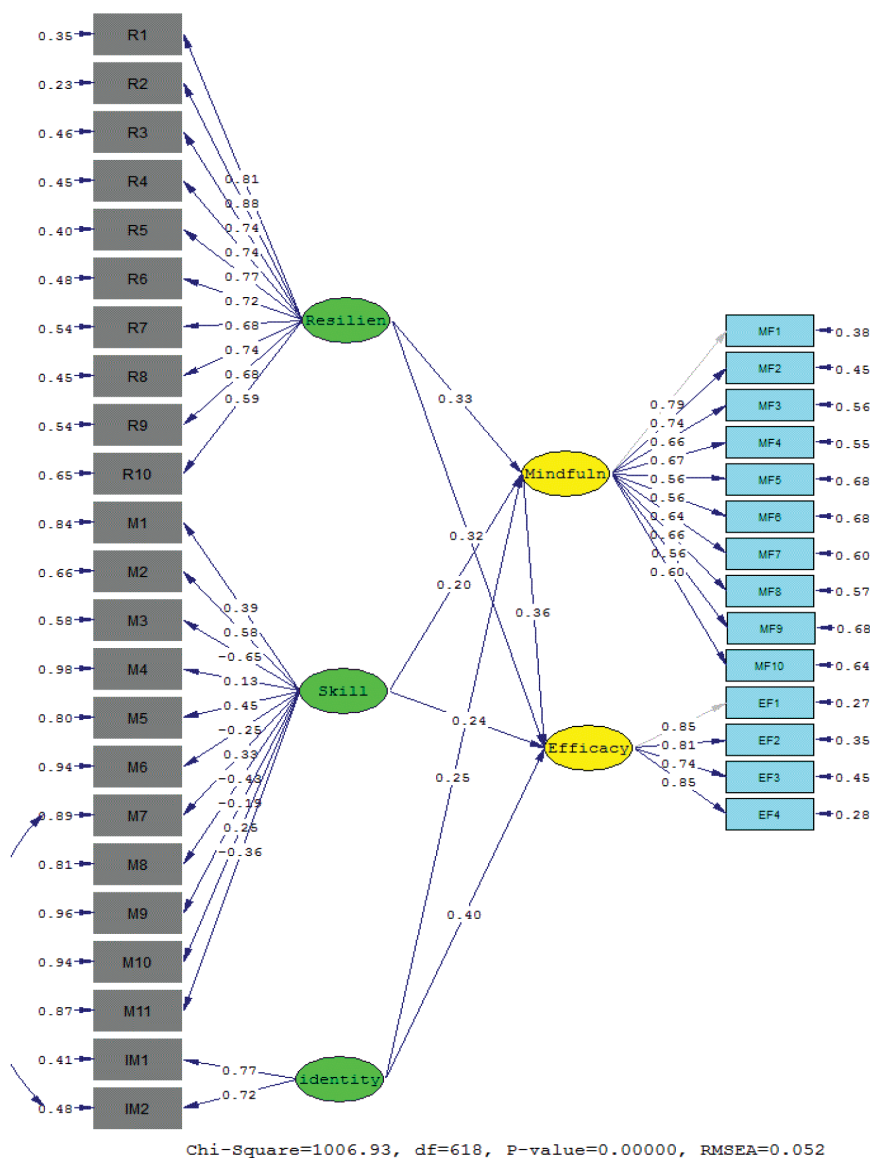 0.35 R1
0.23 R2
0.46 R3
0.45 R4
0.40 R5
0.48 R6
0.54 R7
0.45 R8
0.54 R9
0.65 R10
0.84 M1
0.66 M2
0.58 M3
0.98 M4
0.80 M5
0.94 M6
0.89 M7
0.81 M8
0.96 M9
0.94 M10
0.87 M11
0.41 IM1
0.48 IM2
0.81
0.88
0.74
0.74
0.77
0.72
0.68
0.74
0.68
0.59
Resilien
0.39
0.58
-0.65
0.13
0.45
-0.25
0.33
-0.43
-0.19
0.25
-0.36
Skill
0.77
0.72
identity
0.33
0.32
0.20
0.36
0.24
0.25
0.40
Mindfuln
Efficacy
0.79
0.74
0.66
0.67
0.56
0.56
0.64
0.66
0.56
0.60
0.85
0.81
0.74
0.85
MF1 0.38
MF2 0.45
MF3 0.56
MF4 0.55
MF5 0.68
MF6 0.68
MF7 0.60
MF8 0.57
MF9 0.68
MF10 0.64
EF1 0.27
EF2 0.35
EF3 0.45
EF4 0.28
Chi-Square=1006.93, df=618, P-value=0.00000, RMSEA=0.052